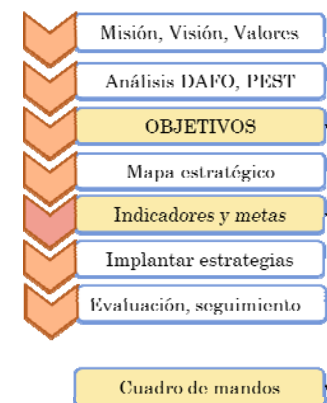 Misión, Visión, Valores
Análisis DAFO, PEST
OBJETIVOS
Mapa estratégico
Indicadores y metas
Implantar estrategias
Evaluación, seguimiento
Cuadro de mandos